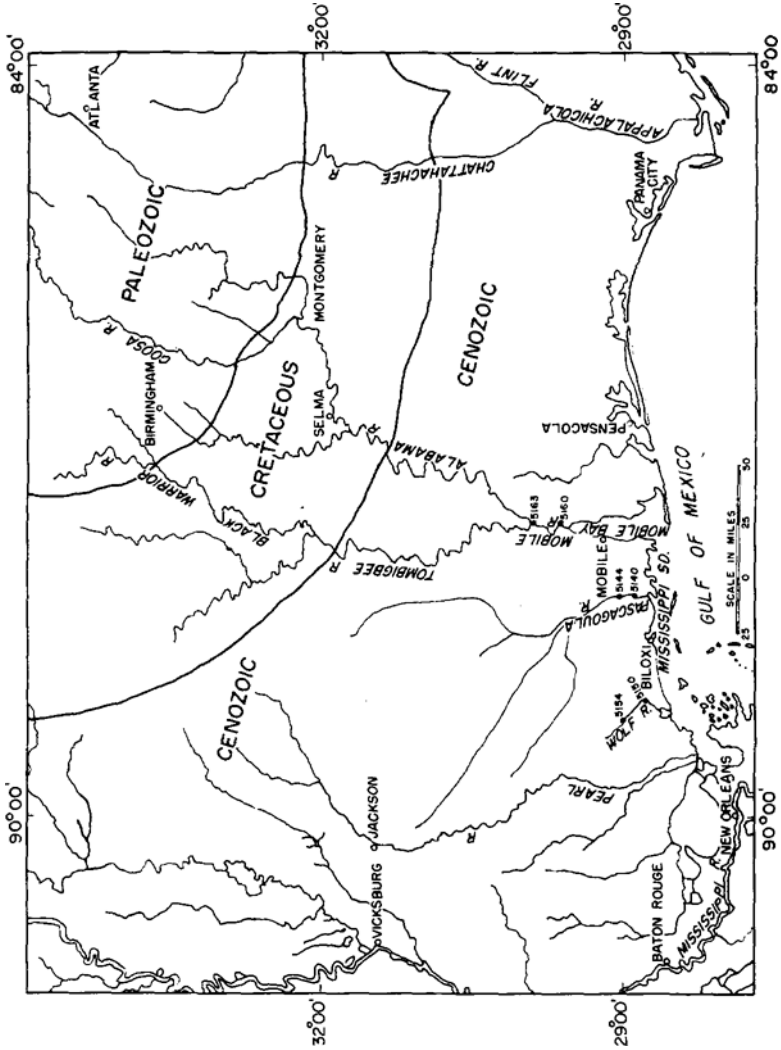 90°00'
84°00'
32°00'
32°00'
29°00'
29°00'
90°00'
84°00'
ATLANTA
PALEOZOIC
COOSA R.
BIRMINGHAM
WARRIOR R.
BLACK
CRETACEOUS
MONTGOMERY
SELMA
CHATTAHACHEE R.
FLINT R.
APPALACHICOLA R.
ALABAMA R.
TOMBIGBEE R.
CENOZOIC
CENOZOIC
VICKSBURG
JACKSON
PEARL R
MOBILE R
5163
5160
MOBILE
MOBILE BAY
PASCAGOULA R.
5144
5140
WOLF R.
5154
5150
BILOXI
MISSISSIPPI SD.
PENSACOLA
PANAMA CITY
BATON ROUGE
MISSISSIPPI R.
NEW ORLEANS
GULF OF MEXICO
25 0 25 50
SCALE IN MILES